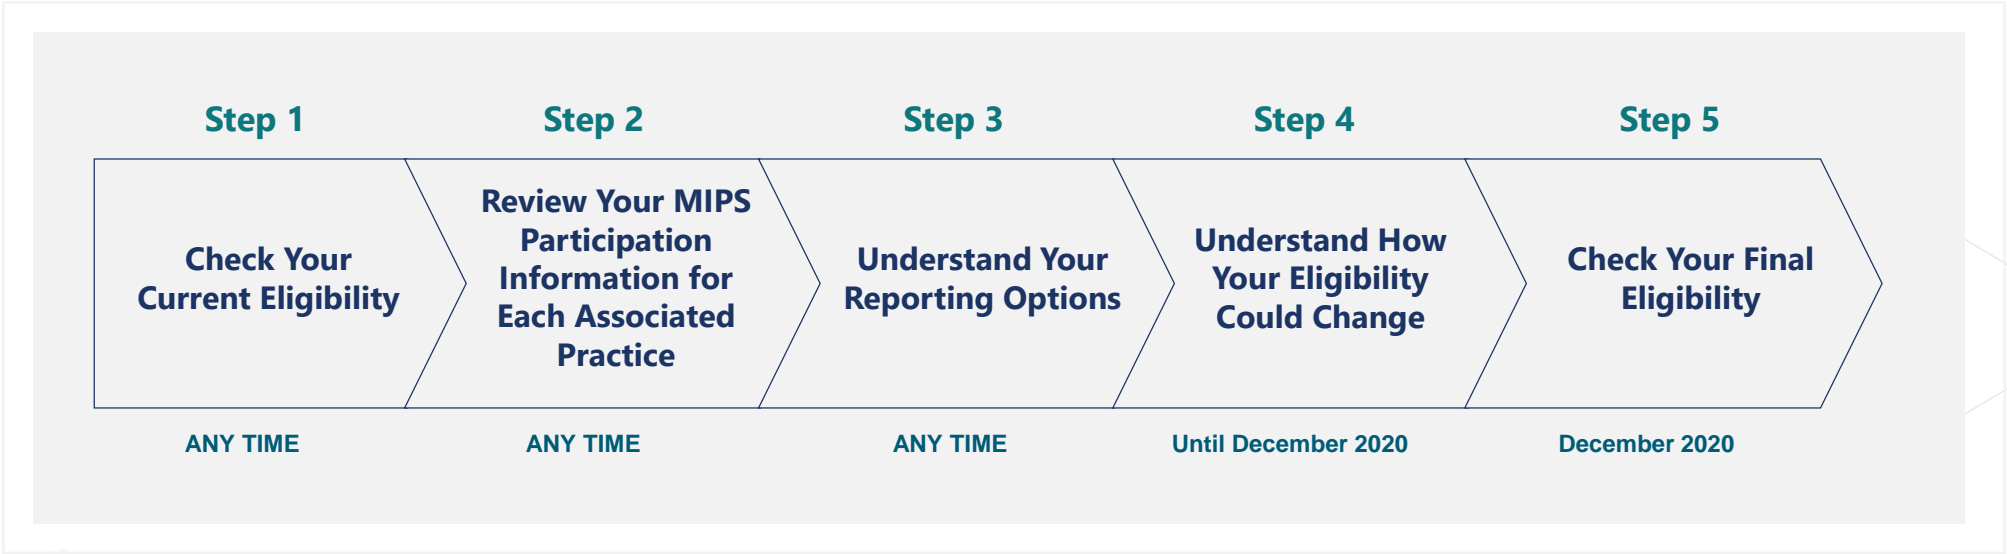 Step 1
Step 2
Step 3
Step 4
Step 5
Check Your
Current Eligibility
Review Your MIPS
Participation
Information for
Each Associated
Practice
Understand Your
Reporting Options
Understand How
Your Eligibility
Could Change
Check Your Final
Eligibility
ANY TIME
ANY TIME
ANY TIME
Until December 2020
December 2020